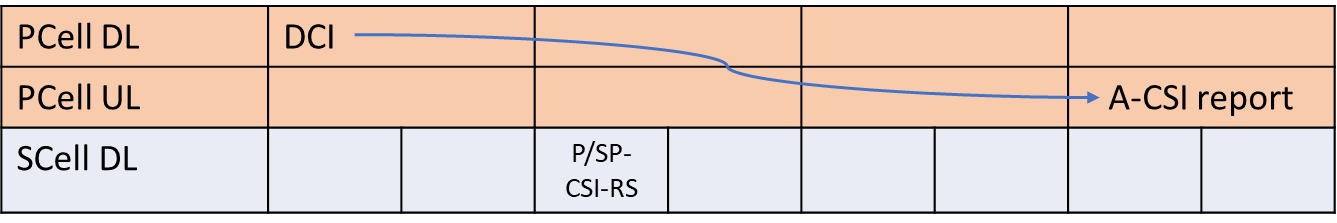 PCell DL DCI
PCell UL A-CSI report
SCell DL P/SP-
CSI-RS